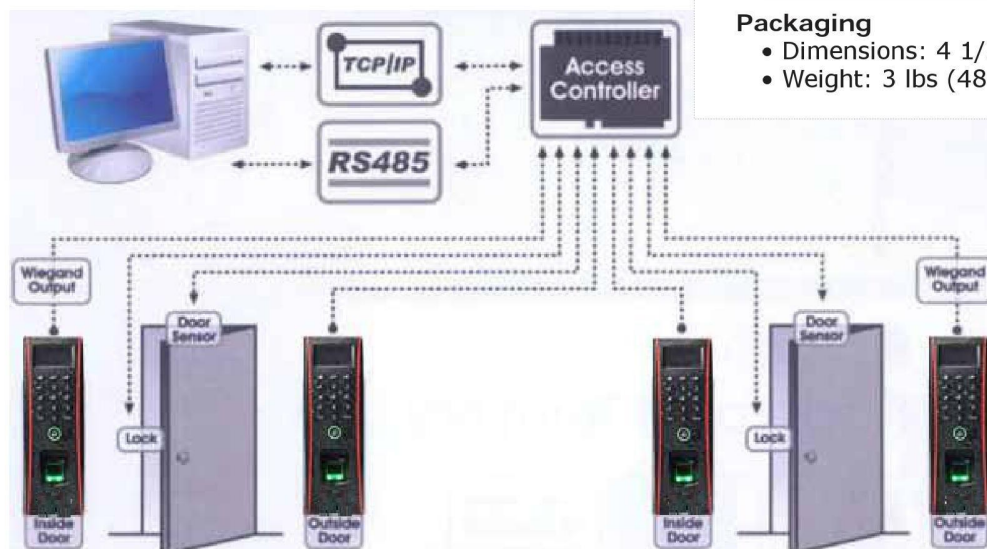 Packaging
• Dimensions: 4 1/
• Weight: 3 lbs (48
TCP/IP
Access
Controller
RS485
Wiegand
Output
Wiegand
Output
Door
Sensor
Door
Sensor
Lock
Lock
Inside
Door
Outside
Door
Inside
Door
Outside
Door